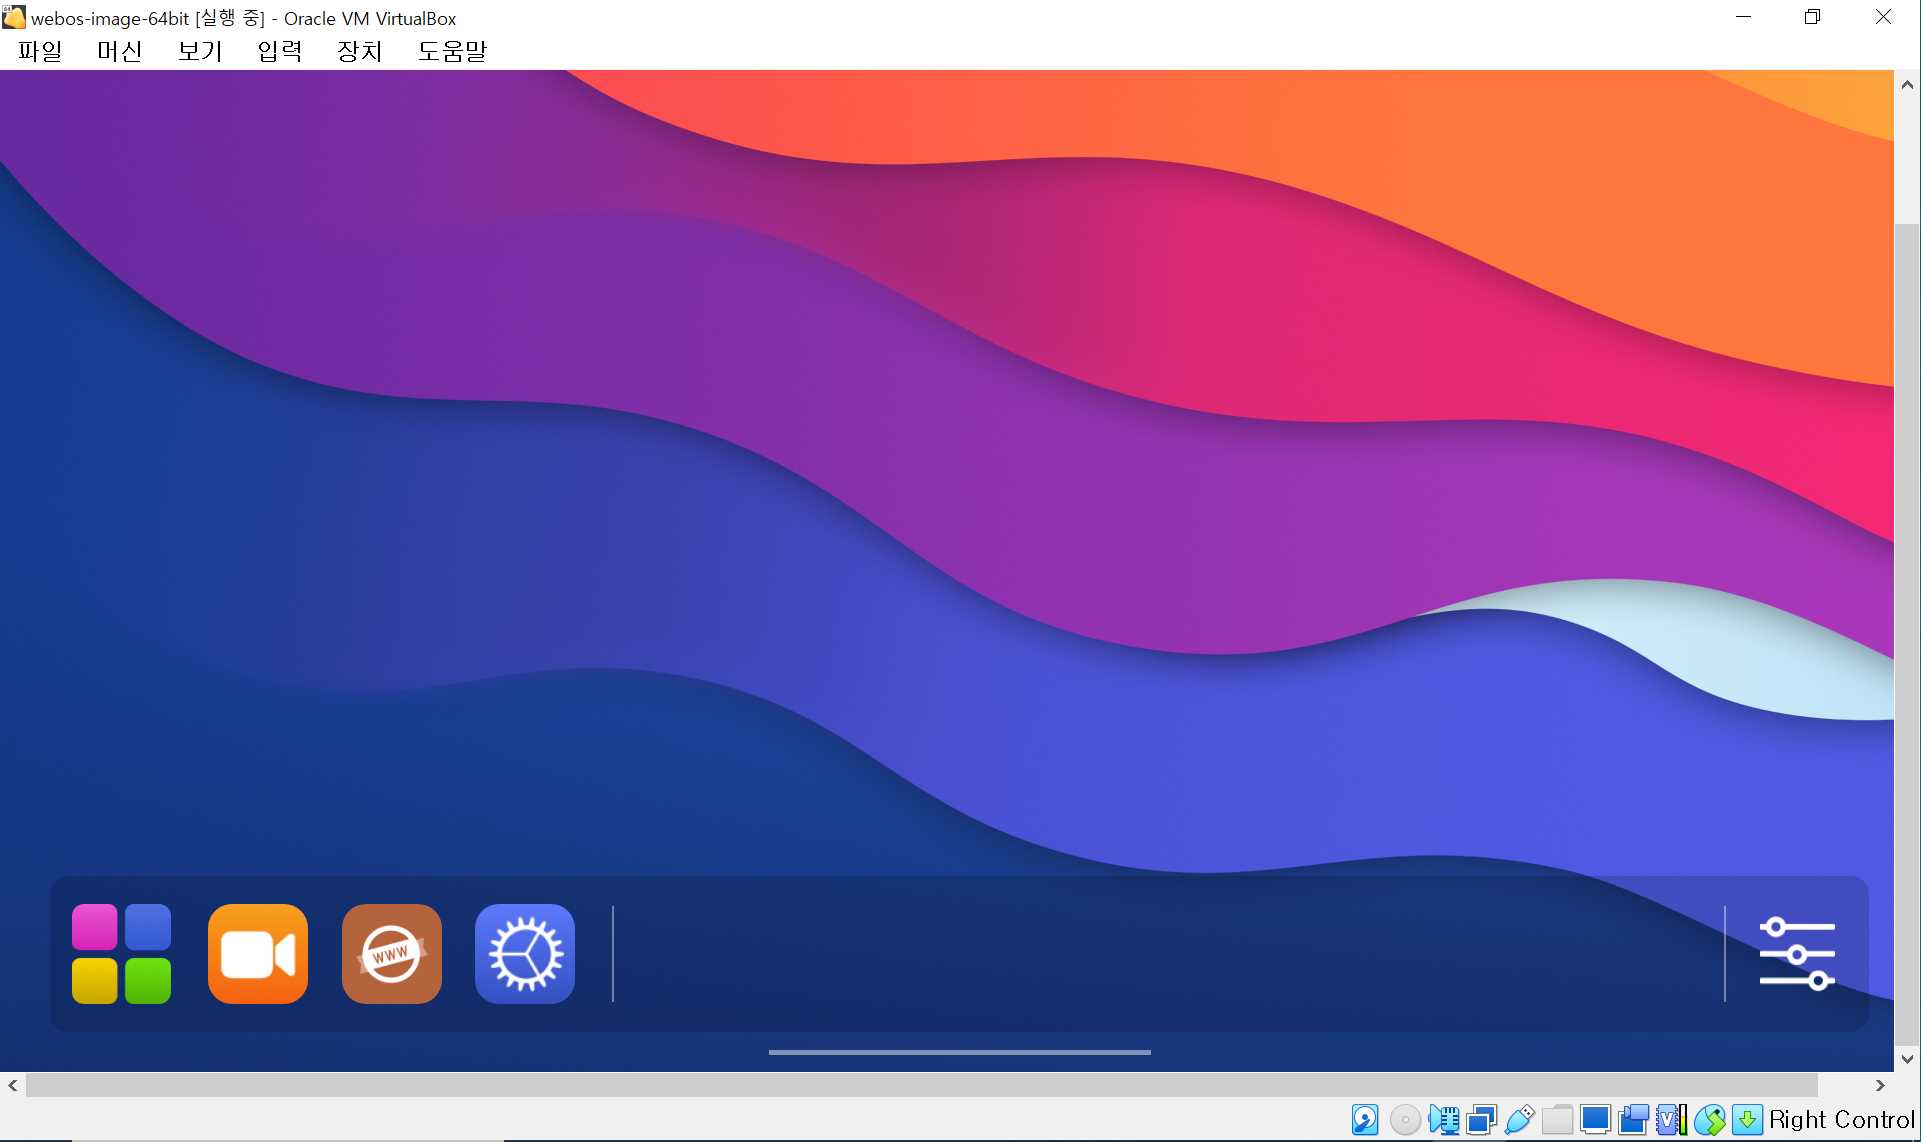 webos-image-64bit [실행 중] - Oracle VM VirtualBox
파일 머신 보기 입력 장치 도움말
WWW
Right Control